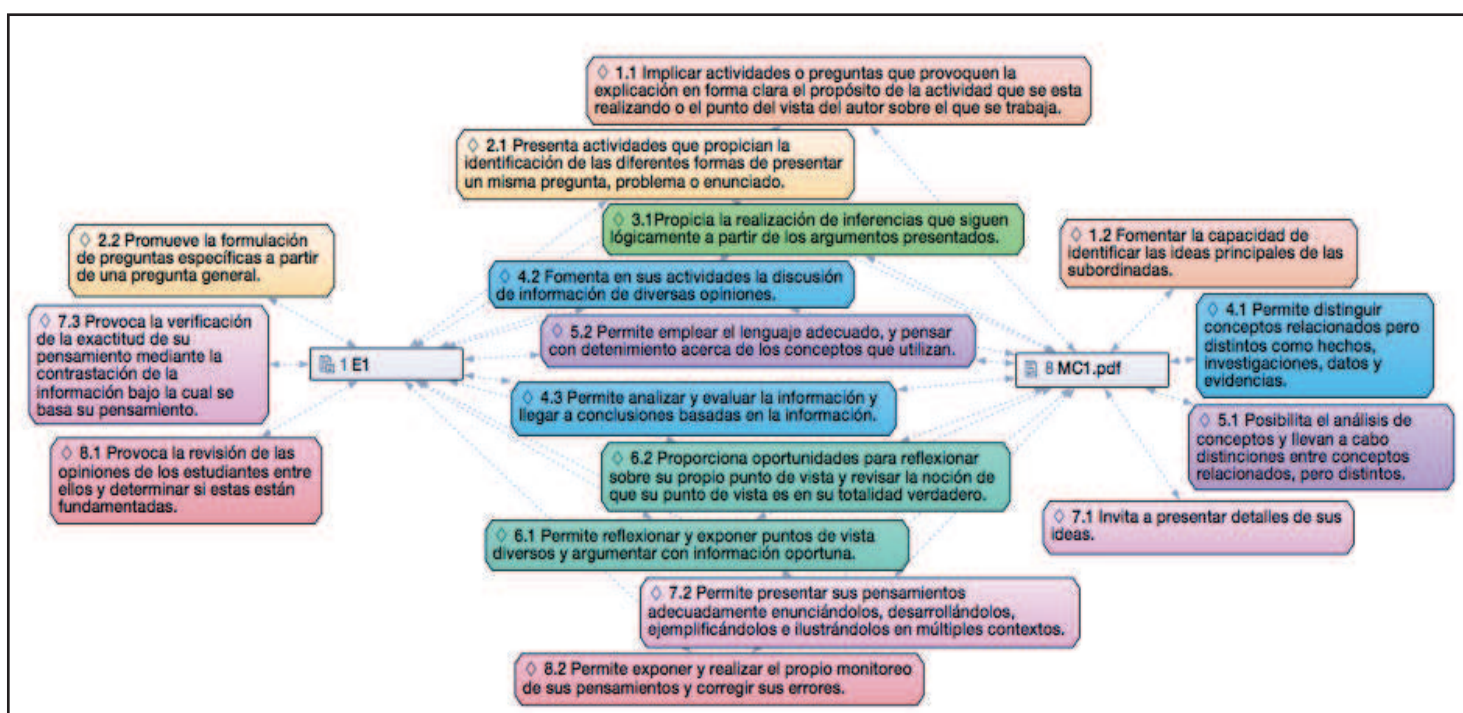 ◇ 1.1 Implicar actividades o preguntas que provoquen la
explicación en forma clara el propósito de la actividad que se esta
realizando o el punto del vista del autor sobre el que se trabaja.
◇ 2.1 Presenta actividades que propician la
identificación de las diferentes formas de presentar
un misma pregunta, problema o enunciado.
◇ 3.1Propicia la realización de inferencias que siguen
lógicamente a partir de los argumentos presentados.
◇ 2.2 Promueve la formulación
de preguntas específicas a partir
de una pregunta general.
◇ 1.2 Fomentar la capacidad de
identificar las ideas principales de las
subordinadas.
◇ 4.2 Fomenta en sus actividades la discusión
de información de diversas opiniones.
◇ 7.3 Provoca la verificación
de la exactitud de su
pensamiento mediante la
contrastación de la
información bajo la cual se
basa su pensamiento.
◇ 5.2 Permite emplear el lenguaje adecuado, y pensar
con detenimiento acerca de los conceptos que utilizan.
◇ 4.1 Permite distinguir
conceptos relacionados pero
distintos como hechos,
investigaciones, datos y
evidencias.
1 E1
8 MC1.pdf
◇ 4.3 Permite analizar y evaluar la información y
llegar a conclusiones basadas en la información.
◇ 5.1 Posibilita el análisis de
conceptos y llevan a cabo
distinciones entre conceptos
relacionados, pero distintos.
◇ 8.1 Provoca la revisión de las
opiniones de los estudiantes entre
ellos y determinar si estas están
fundamentadas.
◇ 6.2 Proporciona oportunidades para reflexionar
sobre su propio punto de vista y revisar la noción de
que su punto de vista es en su totalidad verdadero.
◇ 7.1 Invita a presentar detalles de sus
ideas.
◇ 6.1 Permite reflexionar y exponer puntos de vista
diversos y argumentar con información oportuna.
◇ 7.2 Permite presentar sus pensamientos
adecuadamente enunciándolos, desarrollándolos,
ejemplificándolos e ilustrándolos en múltiples contextos.
◇ 8.2 Permite exponer y realizar el propio monitoreo
de sus pensamientos y corregir sus errores.